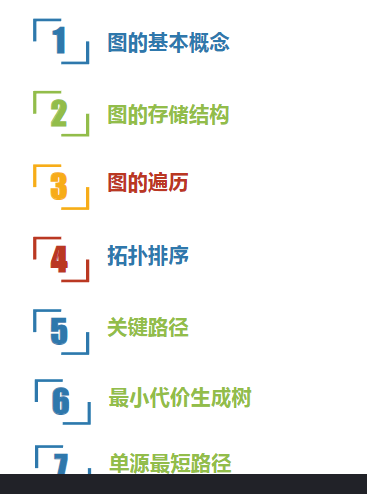 1 图的基本概念
2 图的存储结构
3 图的遍历
4 拓扑排序
5 关键路径
6 最小代价生成树
7 单源最短路径